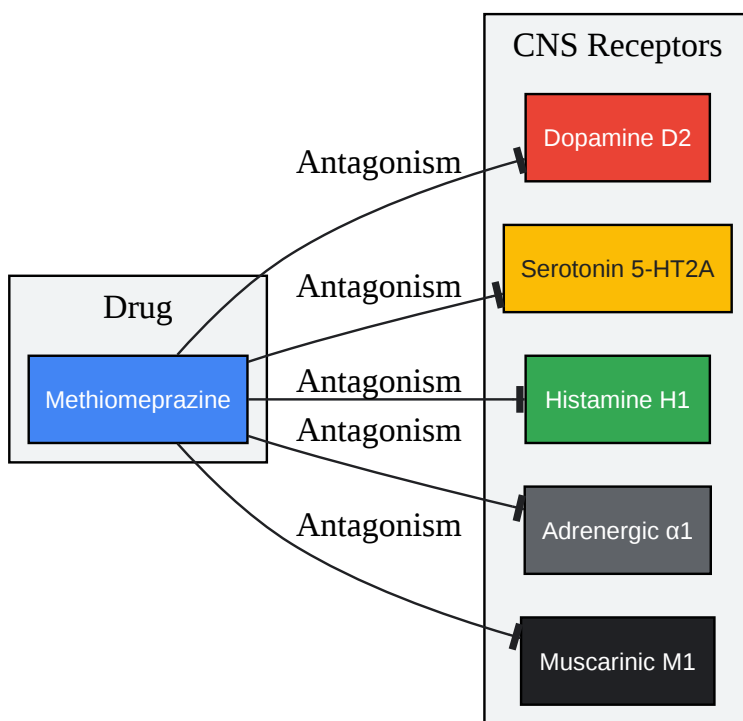 CNS Receptors
Dopamine D2
Antagonism
Serotonin 5-HT2A
Antagonism
Drug
Methiomeprazine
Antagonism
Histamine H1
Antagonism
Adrenergic α1
Antagonism
Muscarinic M1